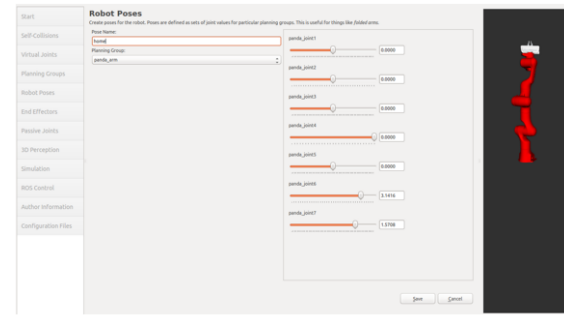 Start
Self-Collisions
Virtual Joints
Planning Groups
Robot Poses
End Effectors
Passive Joints
3D Perception
Simulation
ROS Control
Author Information
Configuration Files
Robot Poses
Create poses for the robot. Poses are defined as sets of joint values for particular planning groups. This is useful for things like folded arms.
Pose Name:
home
Planning Group:
panda_arm
panda_joint1
0.0000
panda_joint2
0.0000
panda_joint3
0.0000
panda_joint4
0.0000
panda_joint5
0.0000
panda_joint6
3.1416
panda_joint7
1.5708
Save Cancel